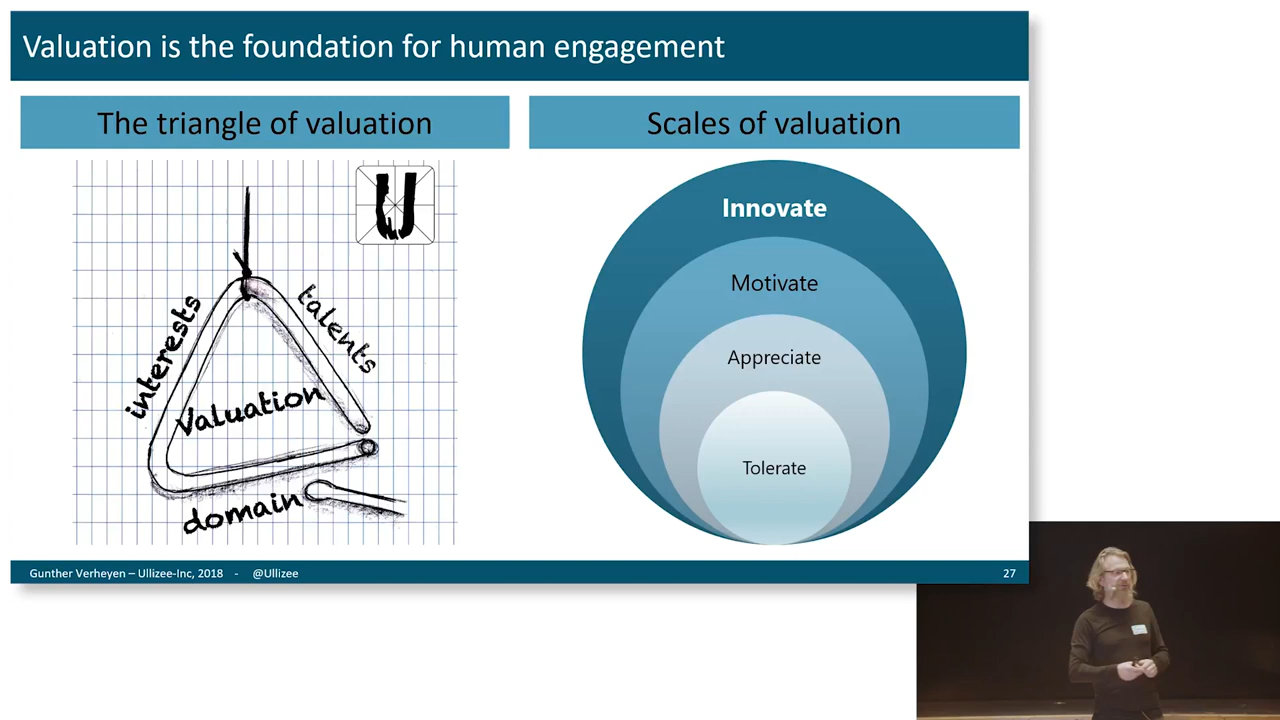 Valuation is the foundation for human engagement
The triangle of valuation
U
interests
talents
Valuation
domain
Scales of valuation
Innovate
Motivate
Appreciate
Tolerate
Gunther Verheyen – Ullizee-Inc, 2018 - @Ullizee
27